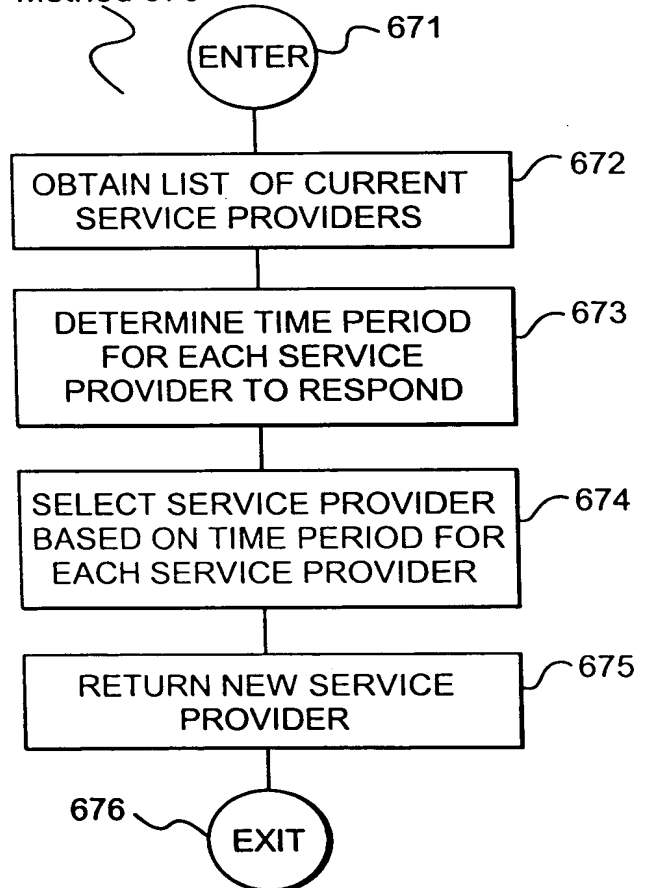 ENTER
671
OBTAIN LIST OF CURRENT
SERVICE PROVIDERS
672
DETERMINE TIME PERIOD
FOR EACH SERVICE
PROVIDER TO RESPOND
673
SELECT SERVICE PROVIDER
BASED ON TIME PERIOD FOR
EACH SERVICE PROVIDER
674
RETURN NEW SERVICE
PROVIDER
675
676
EXIT